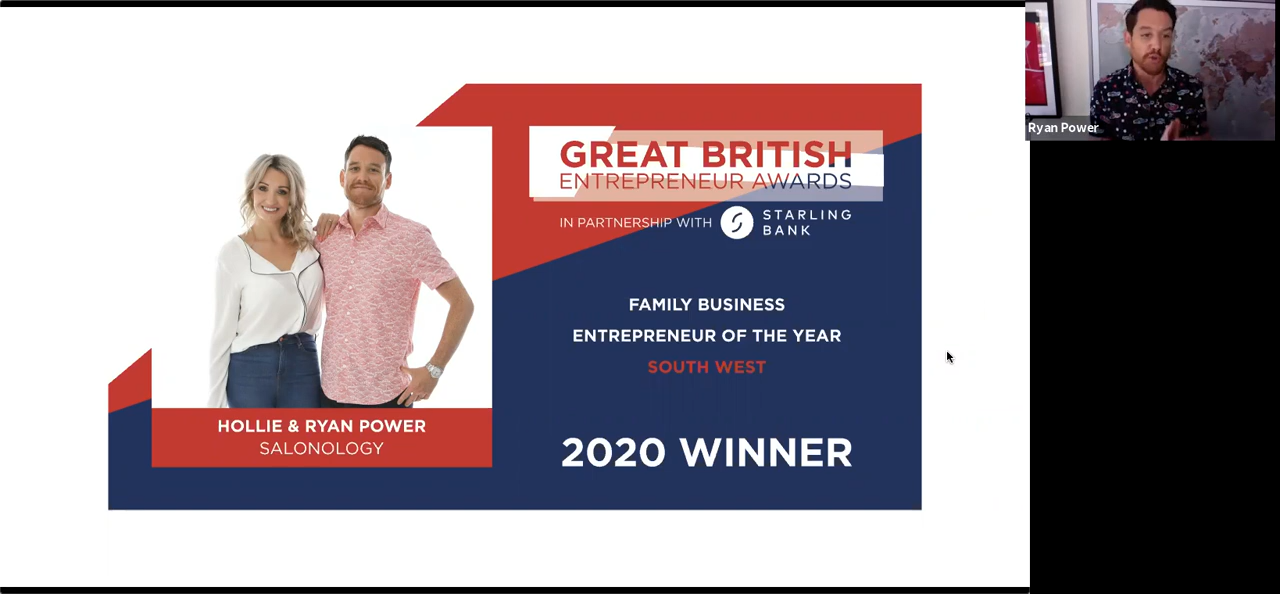 Ryan Power
GREAT BRITISH
ENTREPRENEUR AWARDS
IN PARTNERSHIP WITH
STARLING
BANK
FAMILY BUSINESS
ENTREPRENEUR OF THE YEAR
SOUTH WEST
2020 WINNER
HOLLIE & RYAN POWER
SALONOLOGY